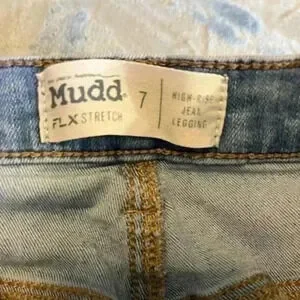 Mudd
FLX STRETCH
7
HIGH-RISE
JEAN
LEGGING